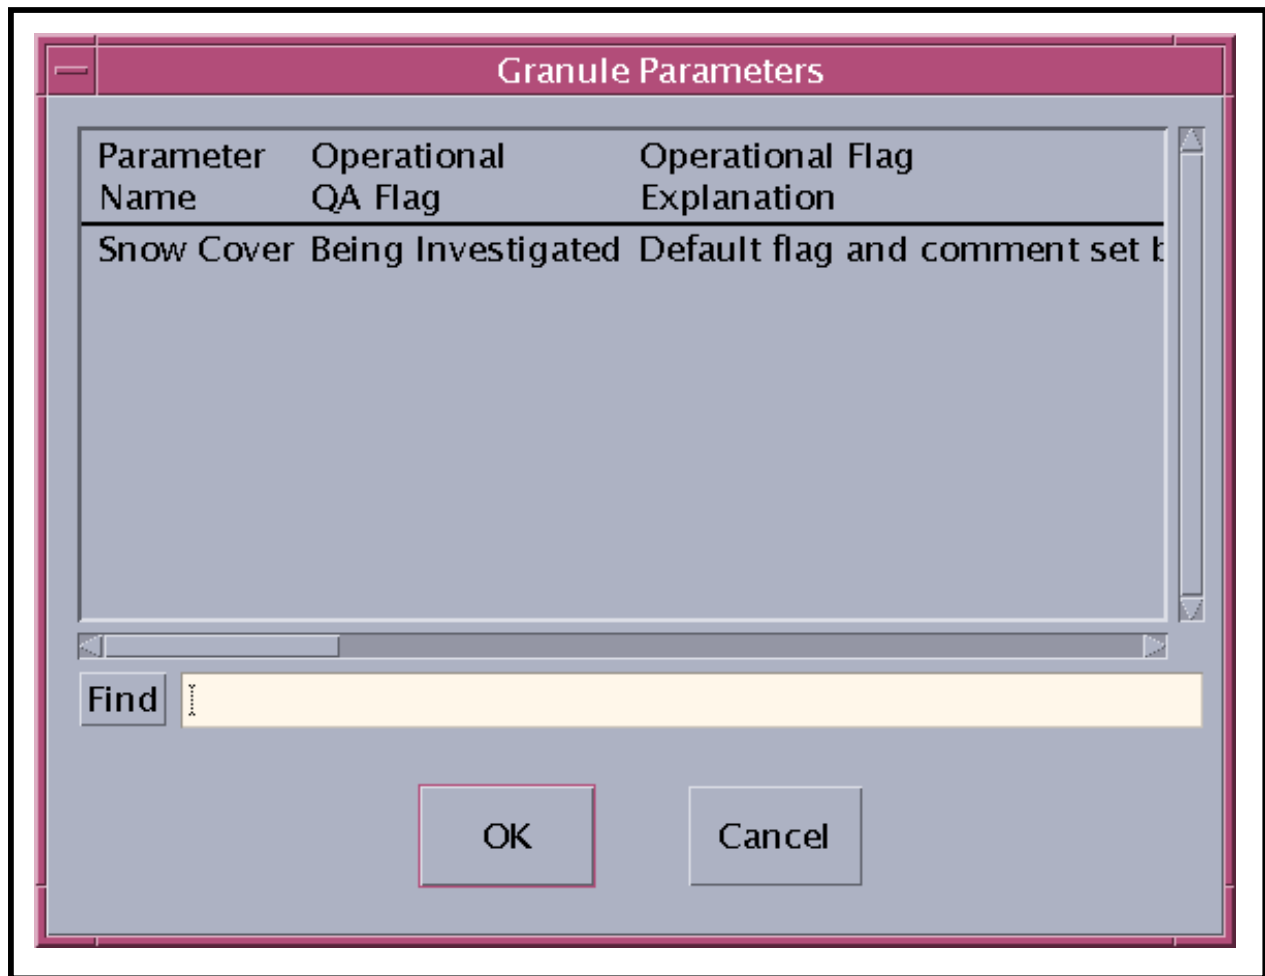 Granule Parameters
Parameter Operational Operational Flag
Name QA Flag Explanation
Snow Cover Being Investigated Default flag and comment set
Find
OK Cancel